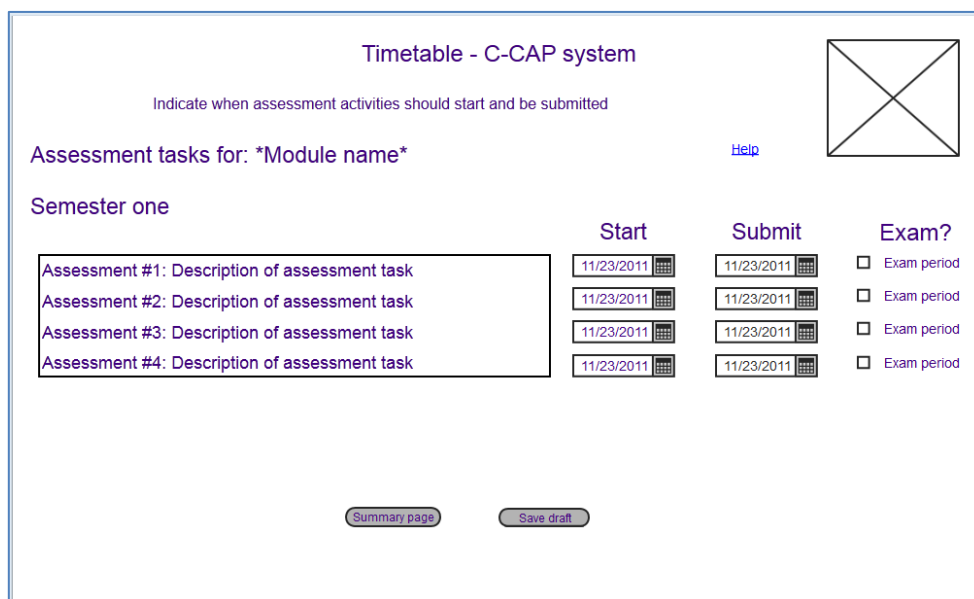 Timetable - C-CAP system
Indicate when assessment activities should start and be submitted
Assessment tasks for: *Module name*
Help
Semester one
Start Submit Exam?
Assessment #1: Description of assessment task 11/23/2011 11/23/2011 Exam period
Assessment #2: Description of assessment task 11/23/2011 11/23/2011 Exam period
Assessment #3: Description of assessment task 11/23/2011 11/23/2011 Exam period
Assessment #4: Description of assessment task 11/23/2011 11/23/2011 Exam period
Summary page Save draft